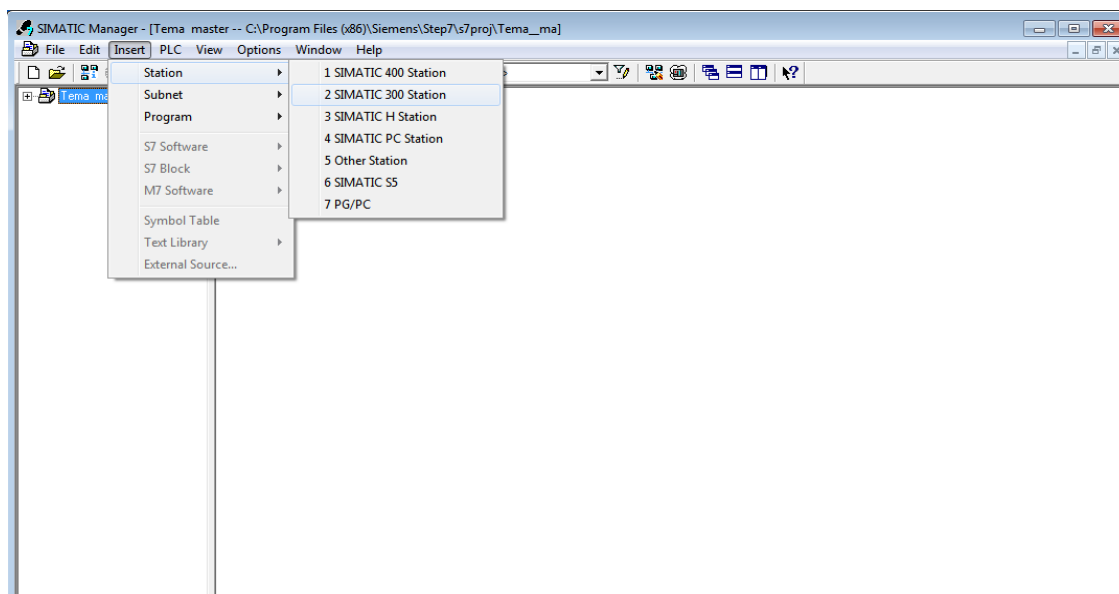 SIMATIC Manager - [Tema master -- C:\Program Files (x86)\Siemens\Step7\s7proj\Tema__ma]
File Edit Insert PLC View Options Window Help
Tema
Station
Subnet
Program
S7 Software
S7 Block
M7 Software
Symbol Table
Text Library
External Source...
1 SIMATIC 400 Station
2 SIMATIC 300 Station
3 SIMATIC H Station
4 SIMATIC PC Station
5 Other Station
6 SIMATIC S5
7 PG/PC